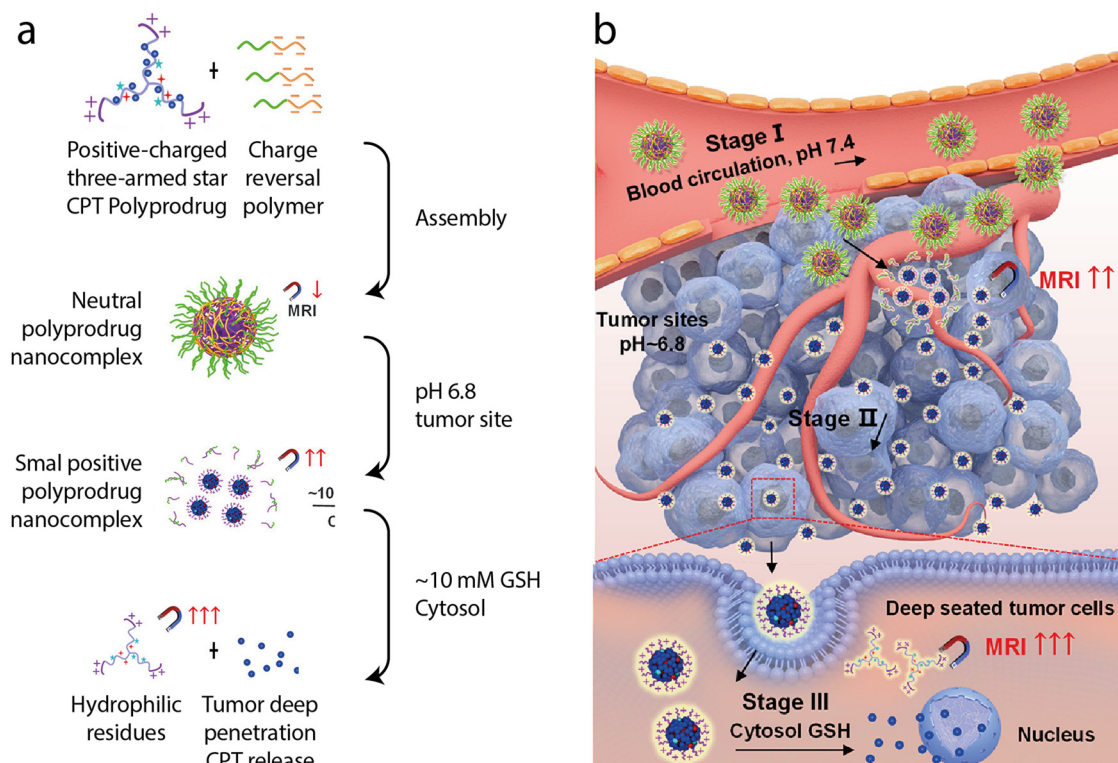 a
Positive-charged
three-armed star
CPT Polyprodrug
Charge
reversal
polymer
Assembly
Neutral
polyprodrug
nanocomplex
↓
MRI
pH 6.8
tumor site
Smal positive
polyprodrug
nanocomplex
↑↑
~10
C
~10 mM GSH
Cytosol
↑↑↑
+
Hydrophilic
residues
Tumor deep
penetration
CPT release
b
Stage I
Blood circulation, pH 7.4
MRI ↑↑
Tumor sites
pH~6.8
Stage II
Deep seated tumor cells
MRI ↑↑↑
Stage III
Cytosol GSH
Nucleus